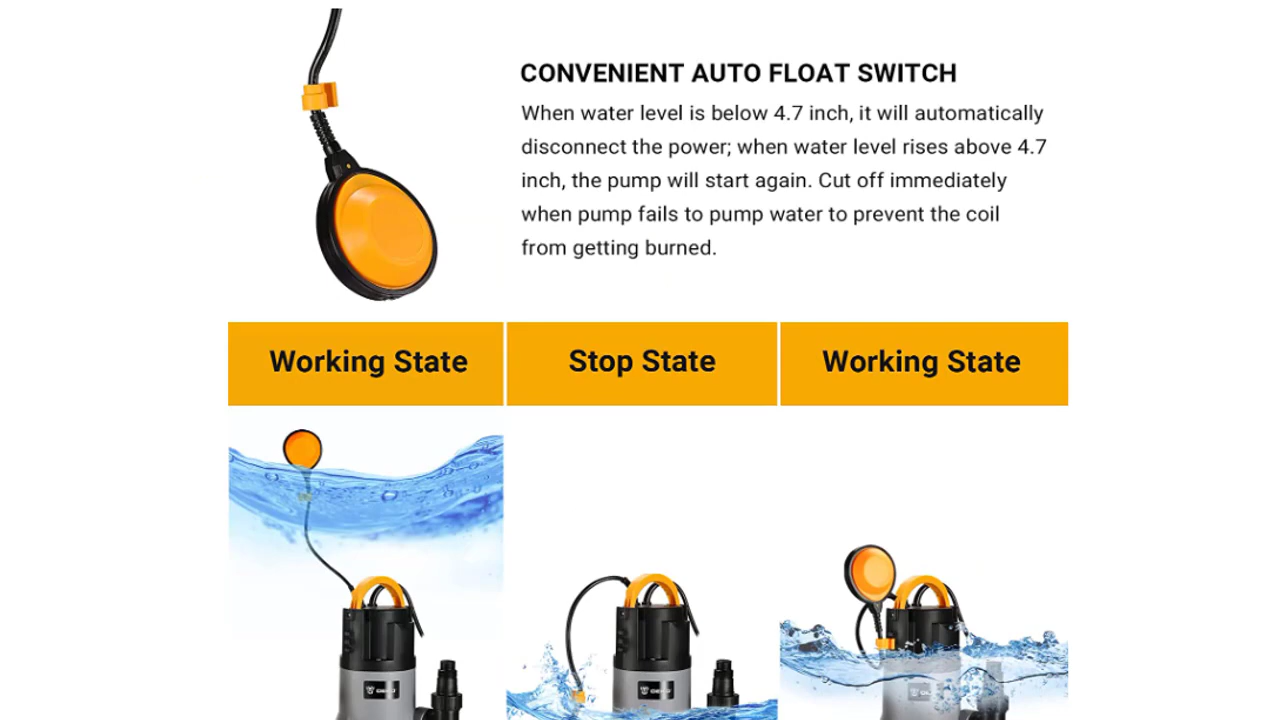 CONVENIENT AUTO FLOAT SWITCH
When water level is below 4.7 inch, it will automatically
disconnect the power; when water level rises above 4.7
inch, the pump will start again. Cut off immediately
when pump fails to pump water to prevent the coil
from getting burned.
Working State
Stop State
Working State